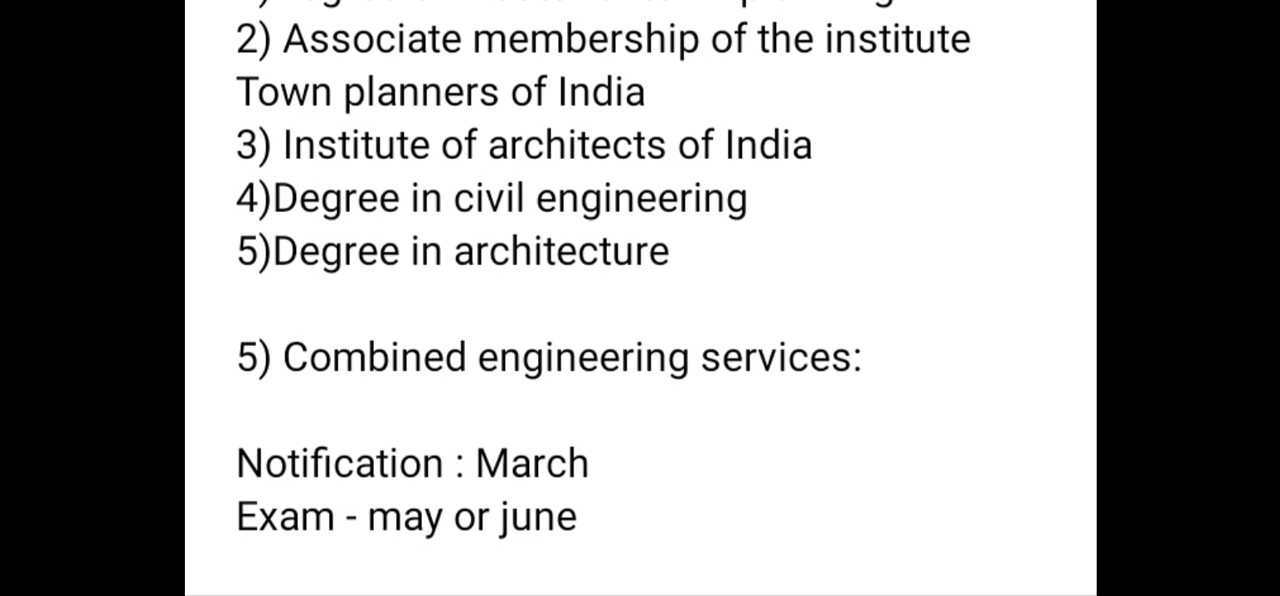 2) Associate membership of the institute
Town planners of India
3) Institute of architects of India
4)Degree in civil engineering
5)Degree in architecture
5) Combined engineering services:
Notification : March
Exam - may or june